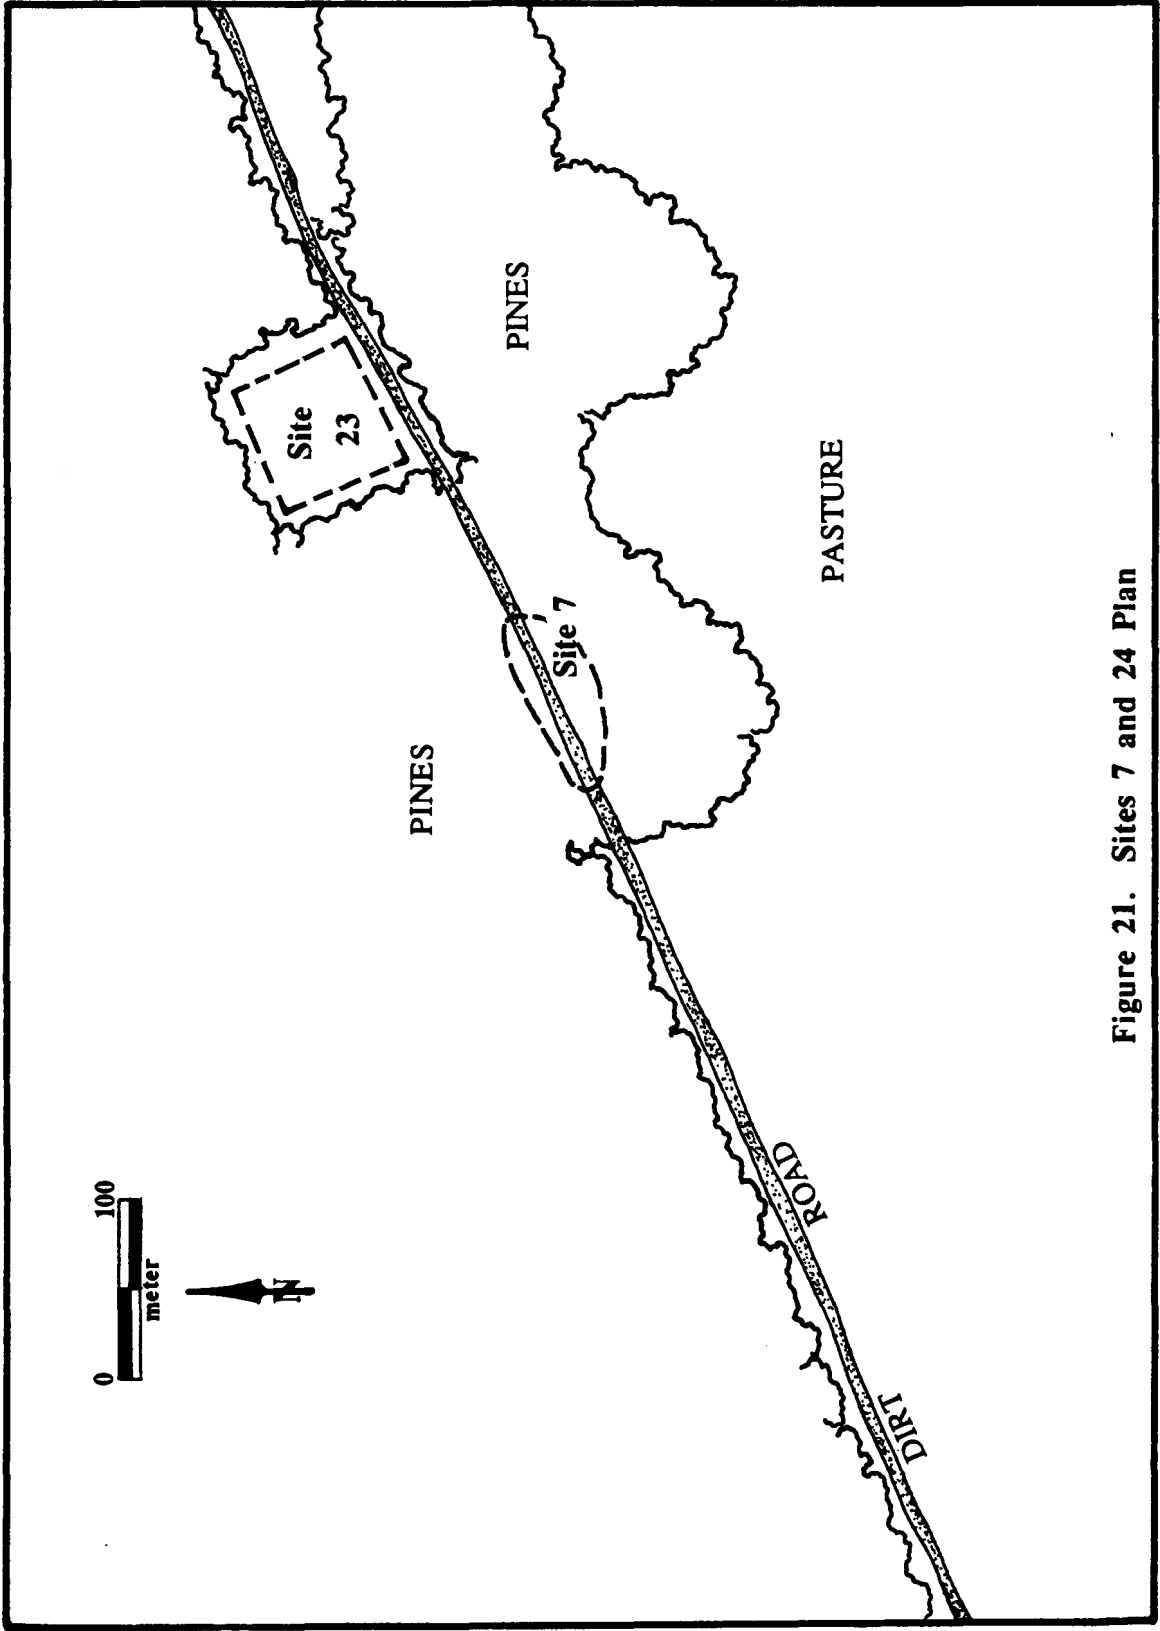 0 100
meter
N
PINES
PINES
Site
23
Site 7
PASTURE
DIRT ROAD
Figure 21. Sites 7 and 24 Plan